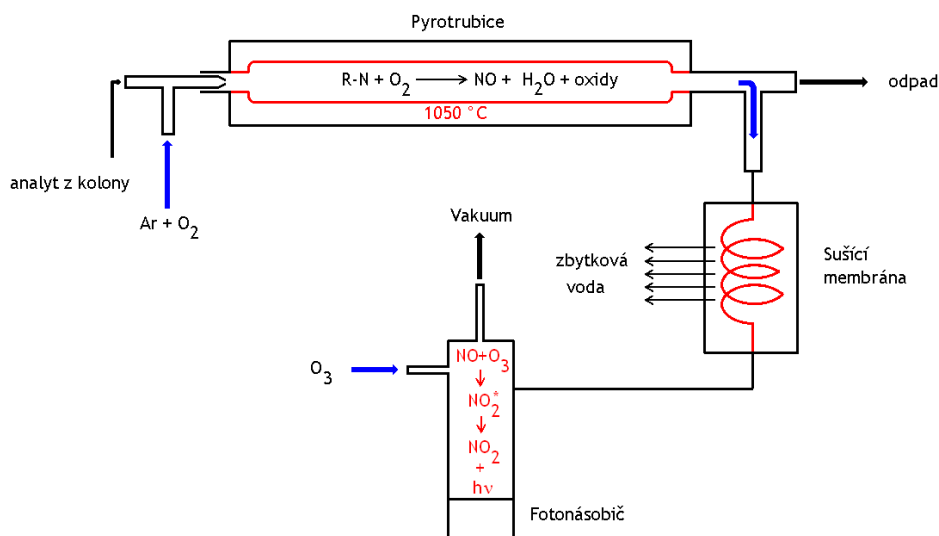 Pyrotrubice
R-N + O₂ ⟶ NO + H₂O + oxidy
1050 °C
odpad
analyt z kolony
Ar + O₂
Vakuum
zbytková
voda
Sušící
membrána
O₃
NO+O₃
↓
NO₂*
↓
NO₂
+
hν
Fotonásobič